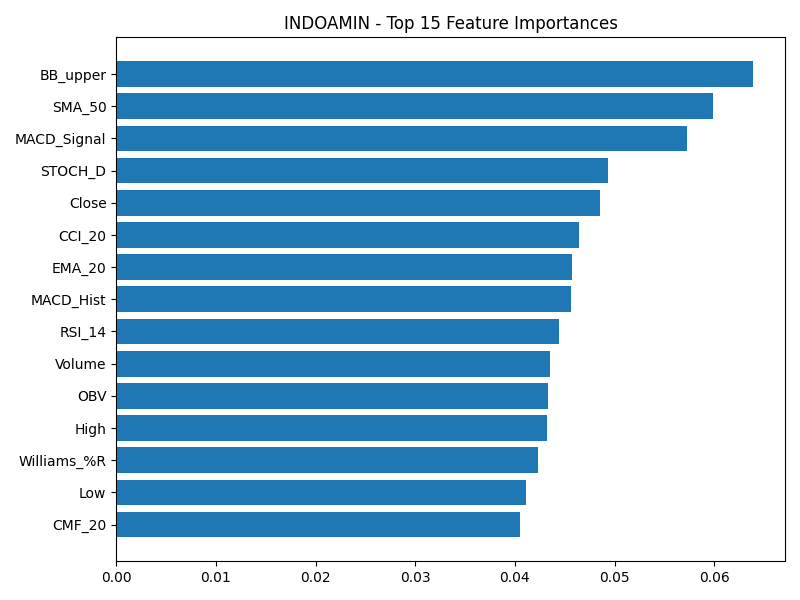 INDOAMIN - Top 15 Feature Importances
BB_upper
SMA_50
MACD_Signal
STOCH_D
Close
CCI_20
EMA_20
MACD_Hist
RSI_14
Volume
OBV
High
Williams_%R
Low
CMF_20
0.00 0.01 0.02 0.03 0.04 0.05 0.06